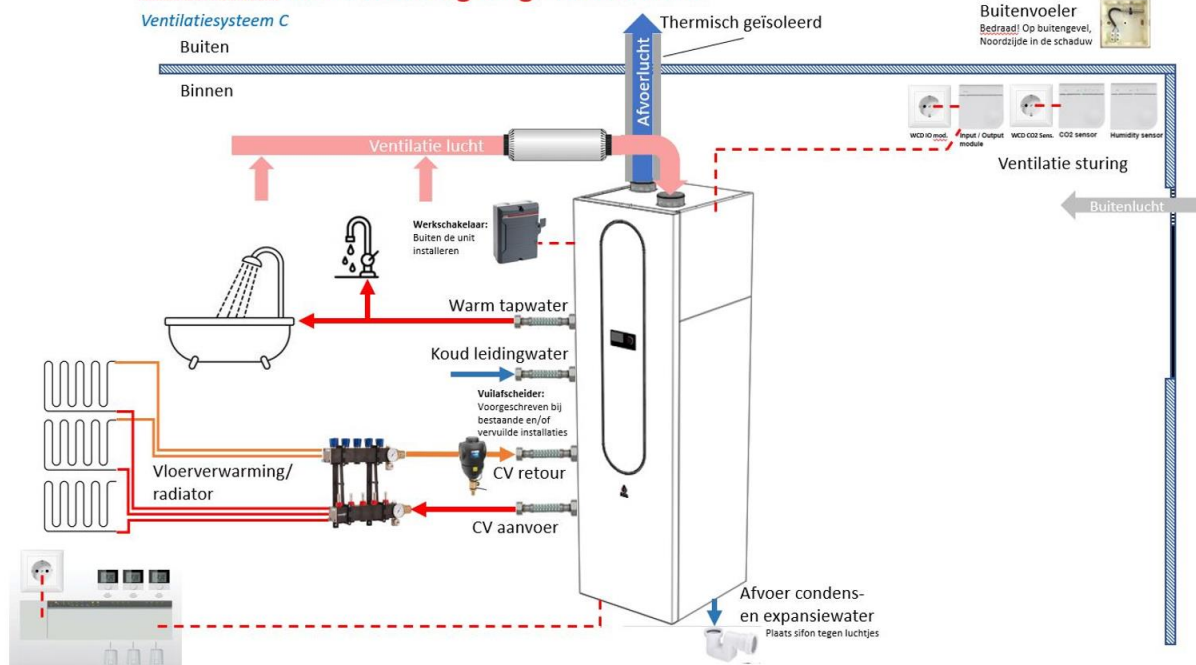 Ventilatiesysteem C
Buiten
Binnen
Thermisch geïsoleerd
Afvoerlucht
Buitenvoeler
Bedraad! Op buitengevel,
Noordzijde in de schaduw
WCD IO mod.
Input / Output
module
WCD CO2 Sens.
CO2 sensor
Humidity sensor
Ventilatie sturing
Buitenlucht
Ventilatie lucht
Werkschakelaar:
Buiten de unit
installeren
Warm tapwater
Koud leidingwater
Vuilafscheider:
Voorgeschreven bij
bestaande en/of
vervuilde installaties
CV retour
Vloerverwarming/
radiator
CV aanvoer
Afvoer condens-
en expansiewater
Plaats sifon tegen luchtjes